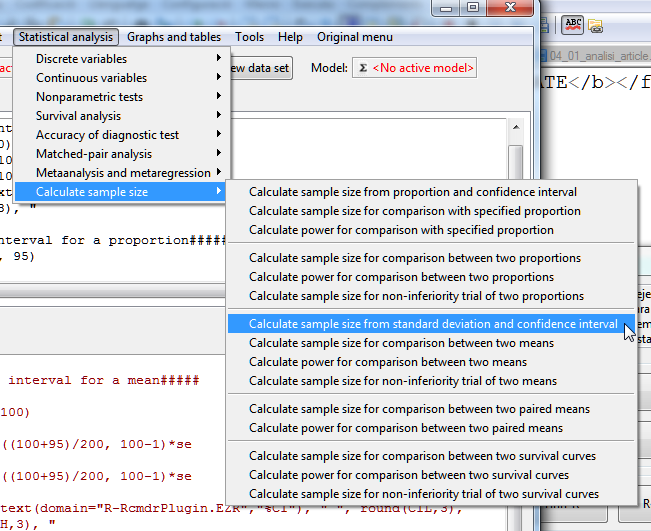 Statistical analysis Graphs and tables Tools Help Original menu
Discrete variables
Continuous variables
Nonparametric tests
Survival analysis
Accuracy of diagnostic test
Matched-pair analysis
Metaanalysis and metaregression
Calculate sample size
ew data set Model: Σ <No active model>
ABC
04_01_analisi_article.
ATE</b></f
Calculate sample size from proportion and confidence interval
Calculate sample size for comparison with specified proportion
Calculate power for comparison with specified proportion
Calculate sample size for comparison between two proportions
Calculate power for comparison between two proportions
Calculate sample size for non-inferiority trial of two proportions
Calculate sample size from standard deviation and confidence interval
Calculate sample size for comparison between two means
Calculate power for comparison between two means
Calculate sample size for non-inferiority trial of two means
Calculate sample size for comparison between two paired means
Calculate power for comparison between two paired means
Calculate sample size for comparison between two survival curves
Calculate power for comparison between two survival curves
Calculate sample size for non-inferiority trial of two survival curves
nterval for a proportion#####
, 95)
interval for a mean#####
100)
((100+95)/200, 100-1)*se
((100+95)/200, 100-1)*se
text(domain="R-RcmdrPlugin.EZR","%CI"), " ", round(CIL,3),
H,3), "